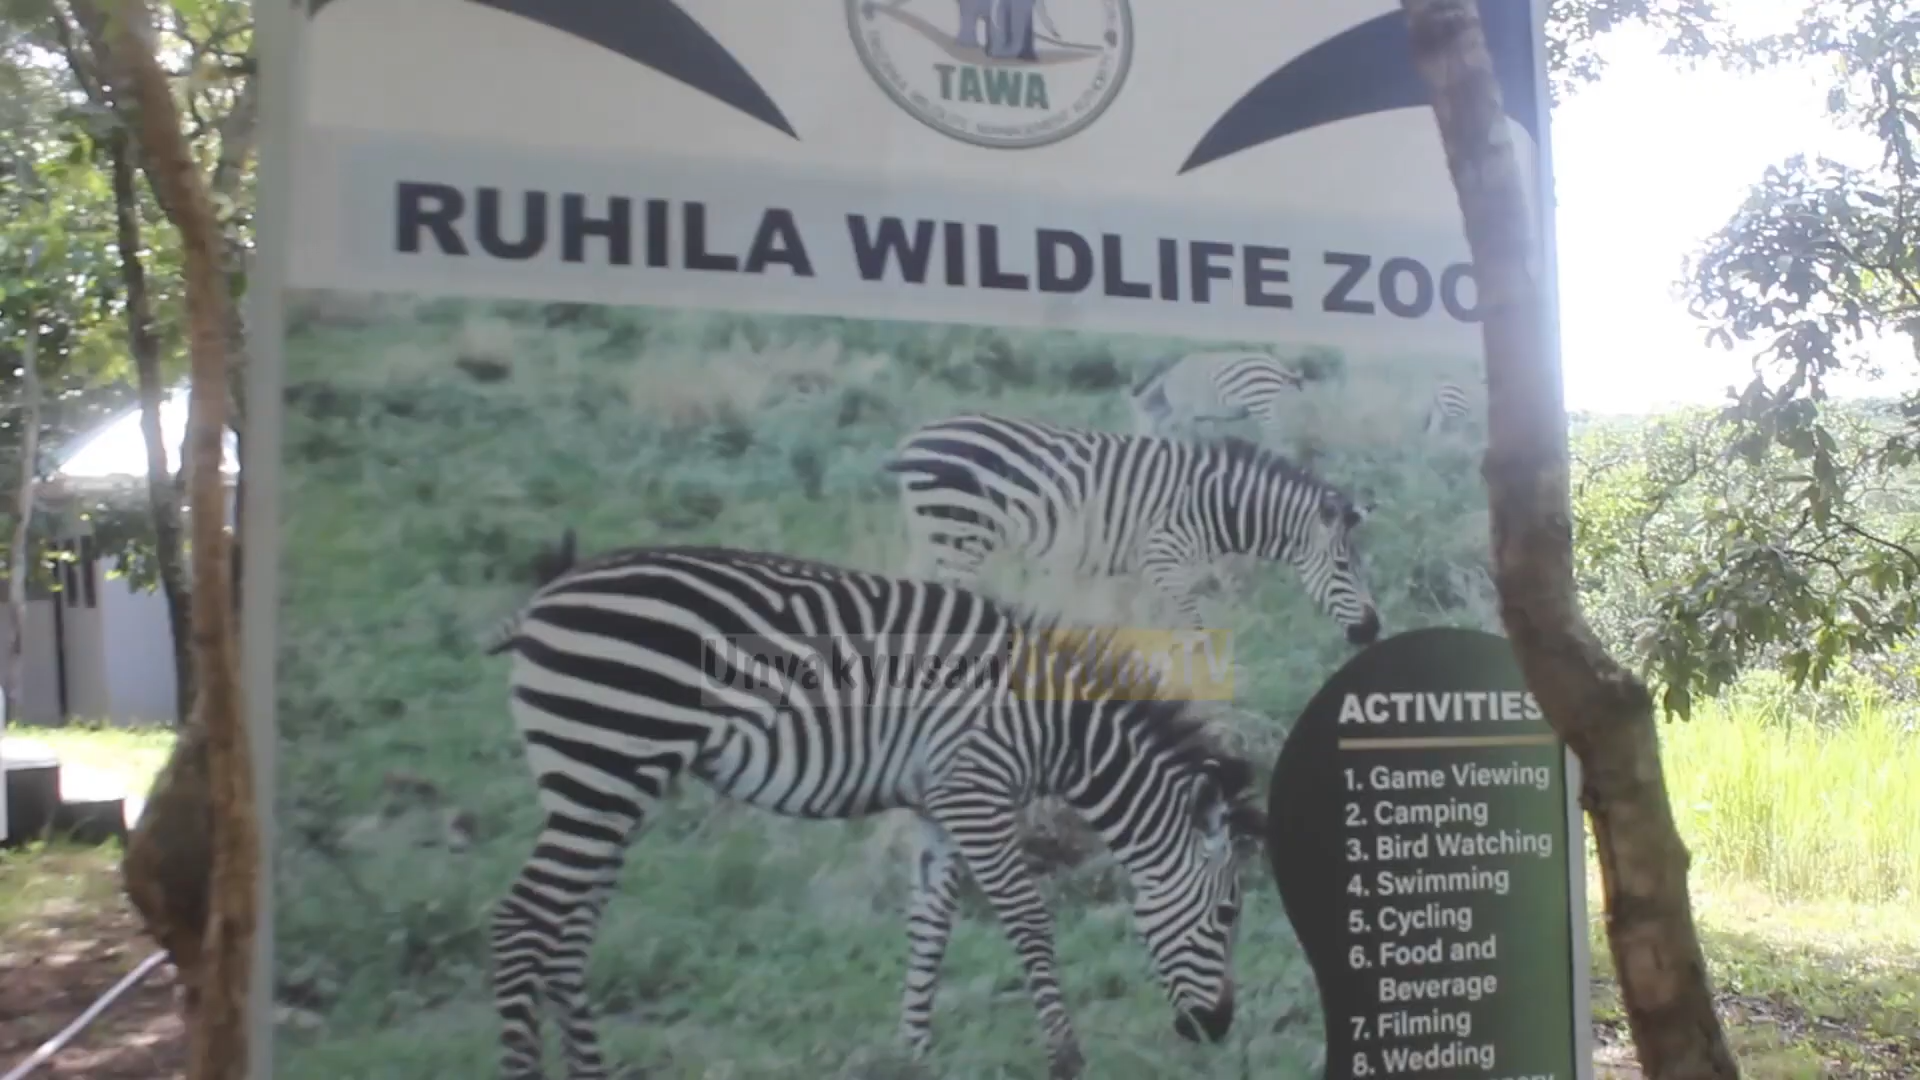 TAWA
RUHILA WILDLIFE ZOO
UnyakyusaniOnlineTV
ACTIVITIES
1. Game Viewing
2. Camping
3. Bird Watching
4. Swimming
5. Cycling
6. Food and
Beverage
7. Filming
8. Wedding